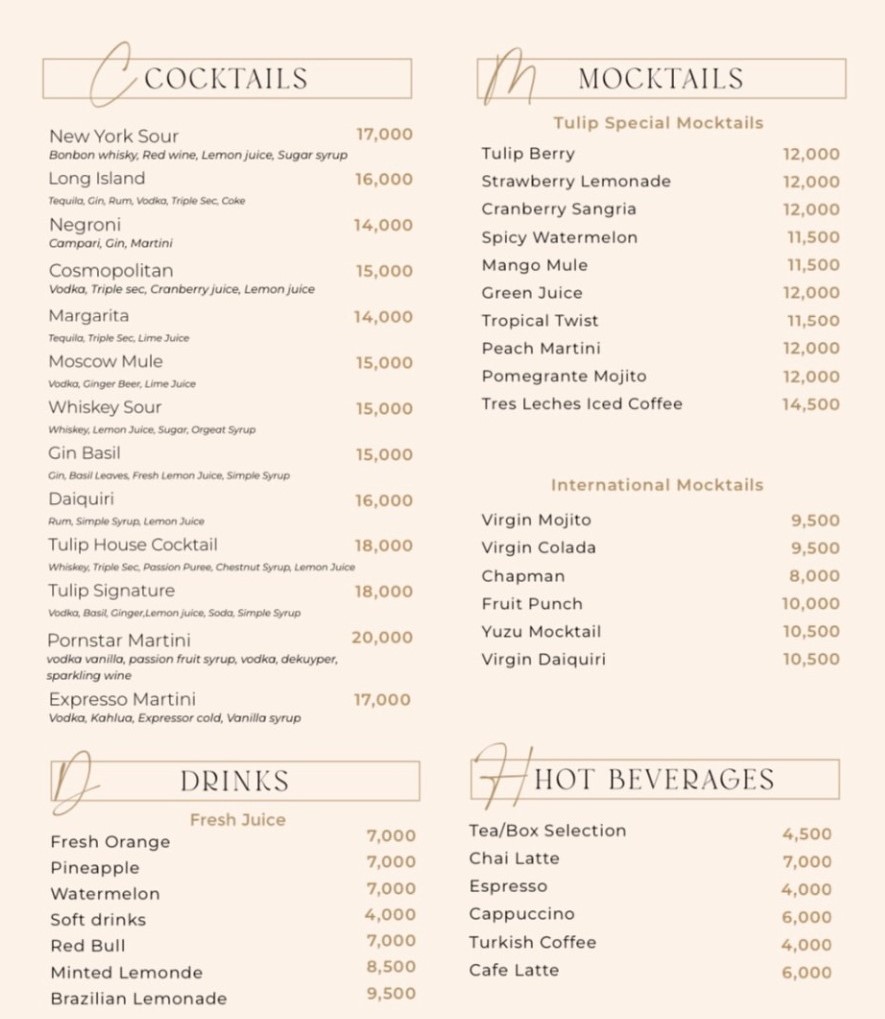 C COCKTAILS
New York Sour 17,000
Bonbon whisky, Red wine, Lemon juice, Sugar syrup
Long Island 16,000
Tequila, Gin, Rum, Vodka, Triple Sec, Coke
Negroni 14,000
Campari, Gin, Martini
Cosmopolitan 15,000
Vodka, Triple sec, Cranberry juice, Lemon juice
Margarita 14,000
Tequila, Triple Sec, Lime Juice
Moscow Mule 15,000
Vodka, Ginger Beer, Lime Juice
Whiskey Sour 15,000
Whiskey, Lemon Juice, Sugar, Orgeat Syrup
Gin Basil 15,000
Gin, Basil Leaves, Fresh Lemon Juice, Simple Syrup
Daiquiri 16,000
Rum, Simple Syrup, Lemon Juice
Tulip House Cocktail 18,000
Whiskey, Triple Sec, Passion Puree, Chestnut Syrup, Lemon Juice
Tulip Signature 18,000
Vodka, Basil, Ginger,Lemon juice, Soda, Simple Syrup
Pornstar Martini 20,000
vodka vanilla, passion fruit syrup, vodka, dekuyper,
sparkling wine
Expresso Martini 17,000
Vodka, Kahlua, Expressor cold, Vanilla syrup
D DRINKS
Fresh Juice
Fresh Orange 7,000
Pineapple 7,000
Watermelon 7,000
Soft drinks 4,000
Red Bull 7,000
Minted Lemonde 8,500
Brazilian Lemonade 9,500
M MOCKTAILS
Tulip Special Mocktails
Tulip Berry 12,000
Strawberry Lemonade 12,000
Cranberry Sangria 12,000
Spicy Watermelon 11,500
Mango Mule 11,500
Green Juice 12,000
Tropical Twist 11,500
Peach Martini 12,000
Pomegrante Mojito 12,000
Tres Leches Iced Coffee 14,500
International Mocktails
Virgin Mojito 9,500
Virgin Colada 9,500
Chapman 8,000
Fruit Punch 10,000
Yuzu Mocktail 10,500
Virgin Daiquiri 10,500
H HOT BEVERAGES
Tea/Box Selection 4,500
Chai Latte 7,000
Espresso 4,000
Cappuccino 6,000
Turkish Coffee 4,000
Cafe Latte 6,000